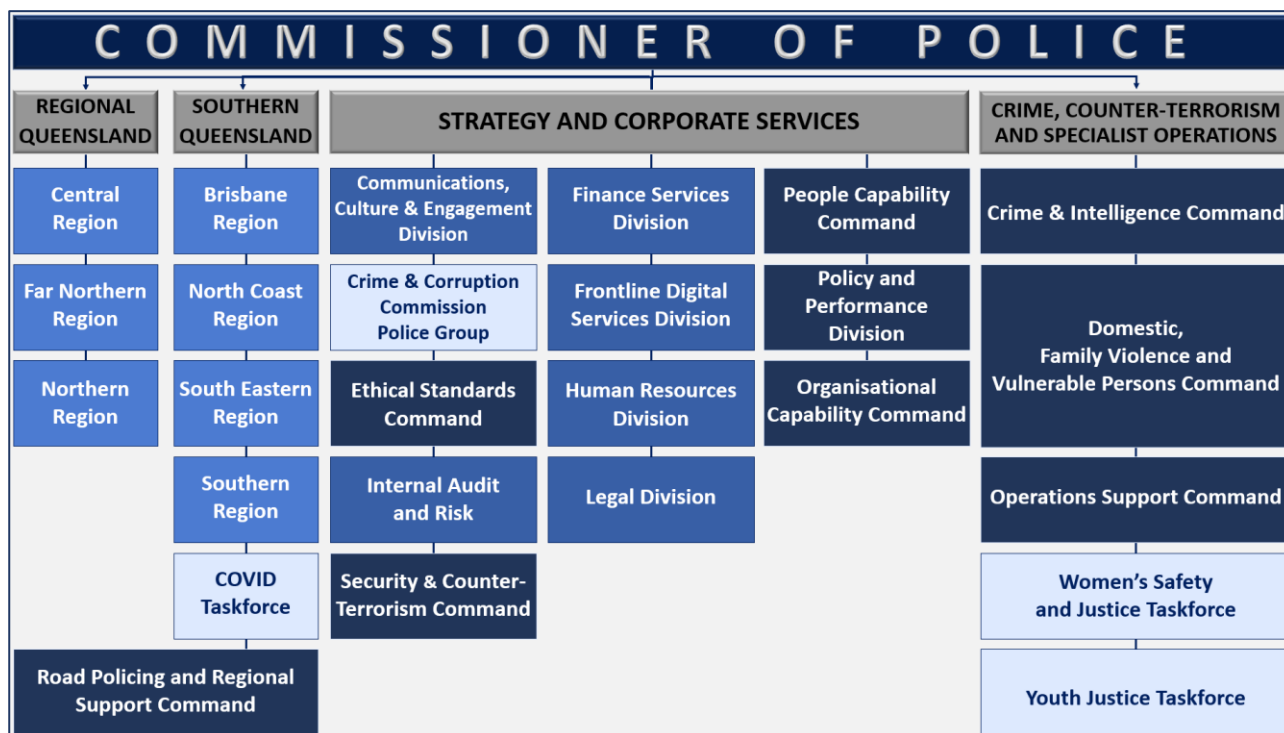 COMMISSIONER OF POLICE
REGIONAL
QUEENSLAND
SOUTHERN
QUEENSLAND
STRATEGY AND CORPORATE SERVICES
CRIME, COUNTER-TERRORISM
AND SPECIALIST OPERATIONS
Central
Region
Far Northern
Region
Northern
Region
Brisbane
Region
North Coast
Region
South Eastern
Region
Southern
Region
COVID
Taskforce
Road Policing and Regional
Support Command
Communications,
Culture & Engagement
Division
Crime & Corruption
Commission
Police Group
Ethical Standards
Command
Internal Audit
and Risk
Security & Counter-
Terrorism Command
Finance Services
Division
Frontline Digital
Services Division
Human Resources
Division
Legal Division
People Capability
Command
Policy and
Performance
Division
Organisational
Capability Command
Crime & Intelligence Command
Domestic,
Family Violence and
Vulnerable Persons Command
Operations Support Command
Women's Safety
and Justice Taskforce
Youth Justice Taskforce